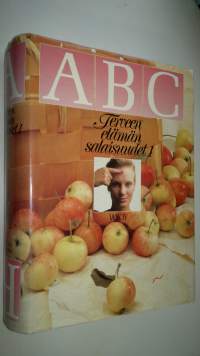 ABC
Terveen
elämän
salaisuudet 1